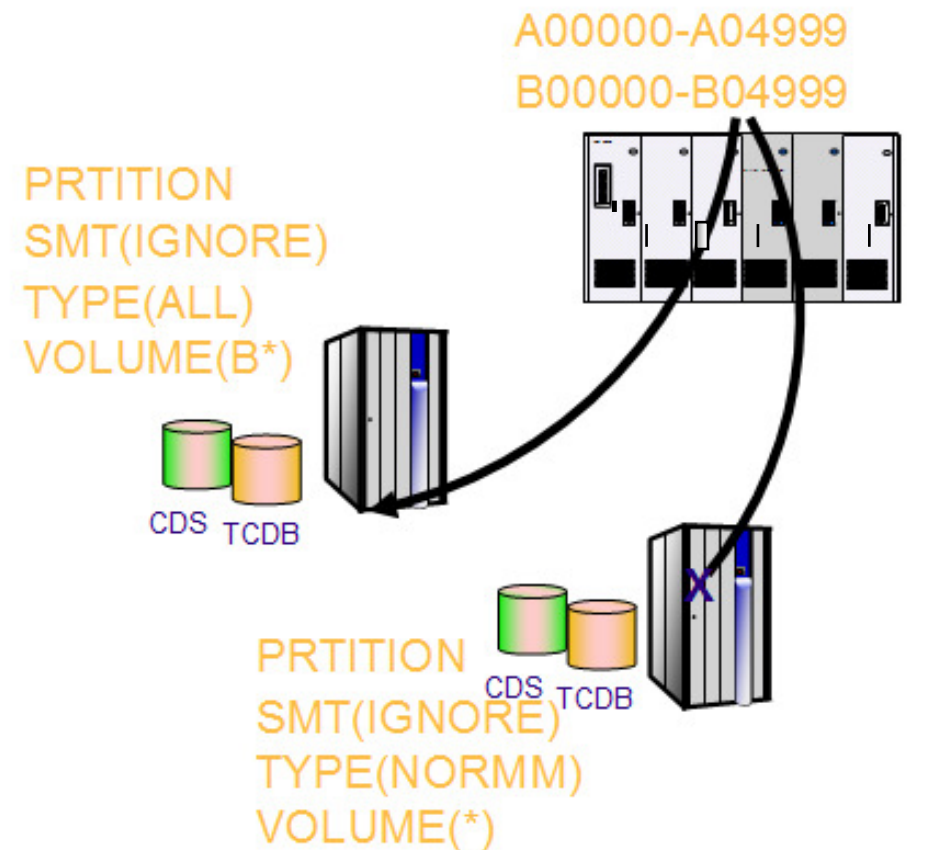 A00000-A04999
B00000-B04999
PRTITION
SMT(IGNORE)
TYPE(ALL)
VOLUME(B*)
CDS
TCDB
X
PRTITION
SMT(IGNORE)
TYPE(NORMM)
VOLUME(*)
CDS
TCDB